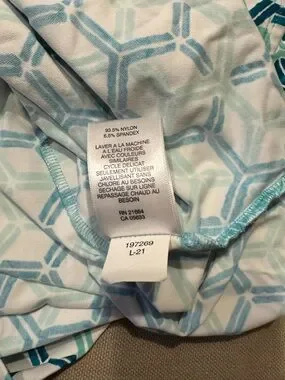 93.5% NYLON
6.5% SPANDEX
LAVER A LA MACHINE
A L'EAU FROIDE
AVEC COULEURS
SIMILAIRES
CYCLE DELICAT
SEULEMENT UTILISER
JAVELLISANT SANS
CHLORE AU BESOINS
SECHAGE SUR LIGNE
REPASSAGE CHAUD AU
BESOIN
RN 21884
CA 05633
197269
L-21